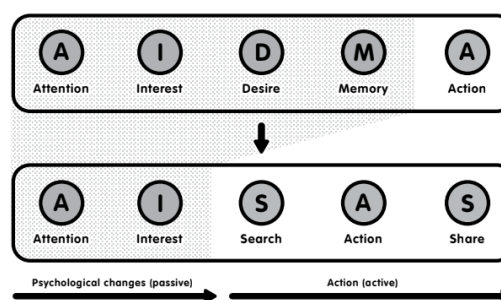 A I D M A
Attention Interest Desire Memory Action
A I S A S
Attention Interest Search Action Share
Psychological changes (passive) Action (active)